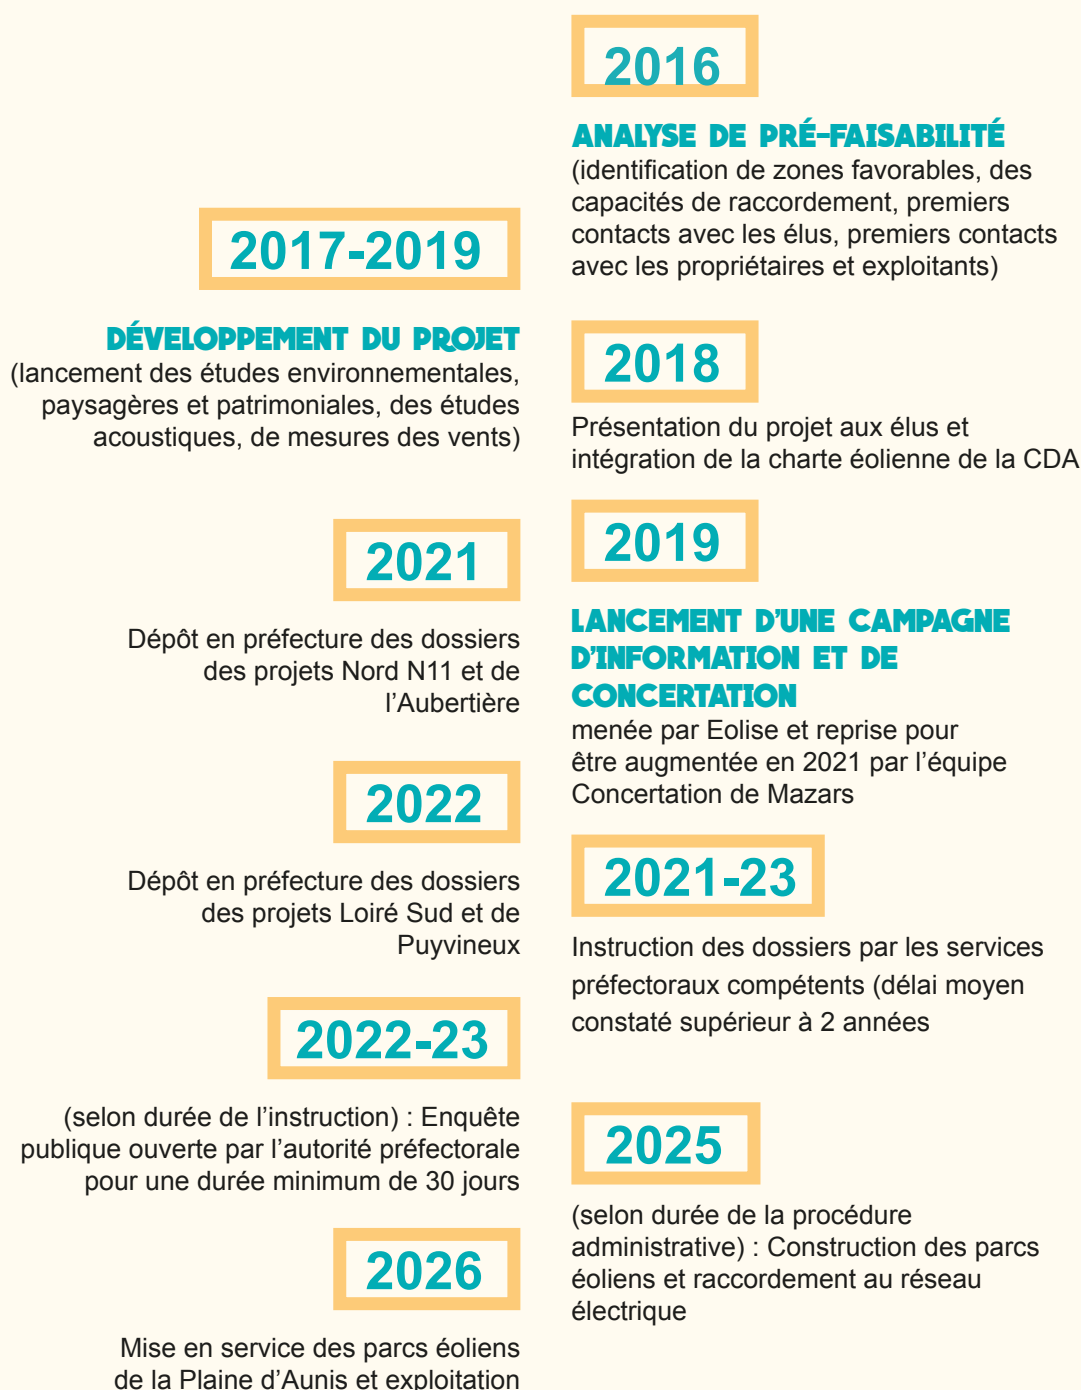 2016
ANALYSE DE PRÉ-FAISABILITÉ
(identification de zones favorables, des
capacités de raccordement, premiers
contacts avec les élus, premiers contacts
avec les propriétaires et exploitants)
2017-2019
DÉVELOPPEMENT DU PROJET
(lancement des études environnementales,
paysagères et patrimoniales, des études
acoustiques, de mesures des vents)
2018
Présentation du projet aux élus et
intégration de la charte éolienne de la CDA
2019
LANCEMENT D’UNE CAMPAGNE
D’INFORMATION ET DE
CONCERTATION
menée par Eolise et reprise pour
être augmentée en 2021 par l’équipe
Concertation de Mazars
2021
Dépôt en préfecture des dossiers
des projets Nord N11 et de
l’Aubertière
2022
Dépôt en préfecture des dossiers
des projets Loiré Sud et de
Puyvineux
2021-23
Instruction des dossiers par les services
préfectoraux compétents (délai moyen
constaté supérieur à 2 années
2022-23
(selon durée de l’instruction) : Enquête
publique ouverte par l’autorité préfectorale
pour une durée minimum de 30 jours
2025
(selon durée de la procédure
administrative) : Construction des parcs
éoliens et raccordement au réseau
électrique
2026
Mise en service des parcs éoliens
de la Plaine d’Aunis et exploitation